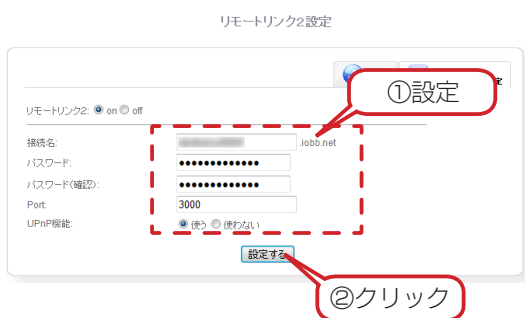 リモートリンク2設定
①設定
リモートリンク2: on off
接続名: .iobb.net
パスワード: •••••••••••••
パスワード(確認): •••••••••••••
Port: 3000
UPnP機能: 使う 使わない
設定する
②クリック